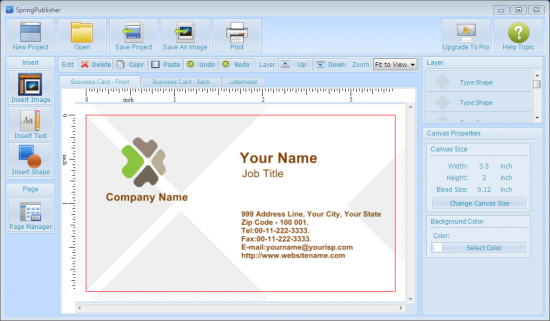 SpringPublisher
New Project
Open
Save Project
Save As Image
Print
Upgrade To Pro
Help Topic
Insert
Insert Image
Insert Text
Insert Shape
Page
Page Manager
Edit
Delete
Copy
Paste
Undo
Redo
Layer:
Up
Down
Zoom:
Fit to View
Business Card - Front
Business Card - Back
Letterhead
0
inch
1
2
3
0
inch
1
Your Name
Job Title
Company Name
999 Address Line, Your City, Your State
Zip Code - 100 001.
Tel:00-11-222-3333.
Fax:00-11-222-3333.
E-mail:yourname@yourisp.com
http://www.websitename.com
Layer
Type:Shape
Type:Shape
Canvas Properties
Canvas Size
Width: 3.5 inch
Height: 2 inch
Bleed Size: 0.12 inch
Change Canvas Size
Background Color
Color:
Select Color